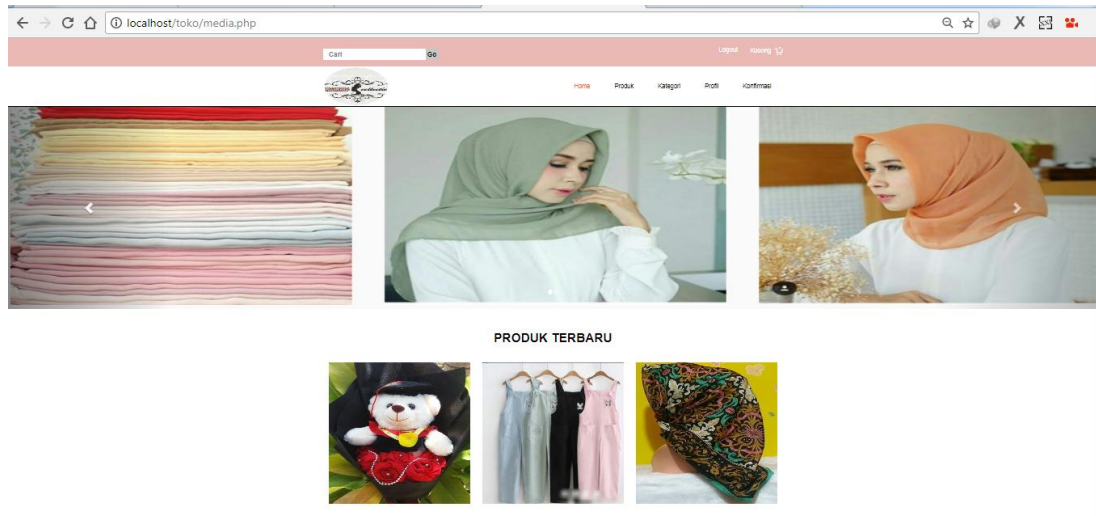 localhost/toko/media.php
Cari Go Logout Kosong
Home Produk Kategori Profil Konfirmasi
PRODUK TERBARU